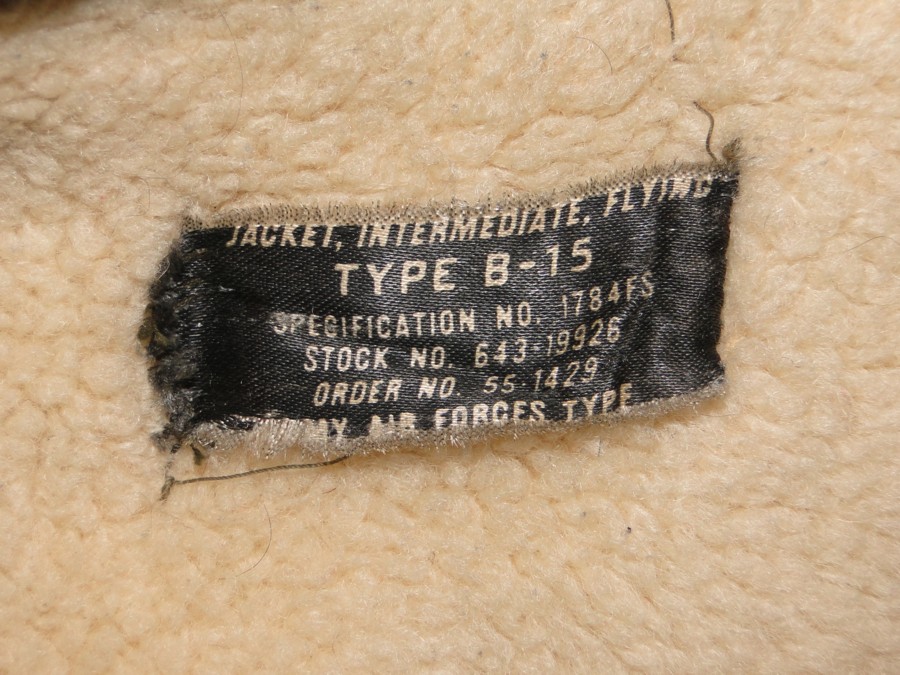 JACKET, INTERMEDIATE, FLYING
TYPE B-15
SPECIFICATION NO. 1784FS
STOCK NO. 643-19926
ORDER NO. 55-1429
AIR FORCES TYPE